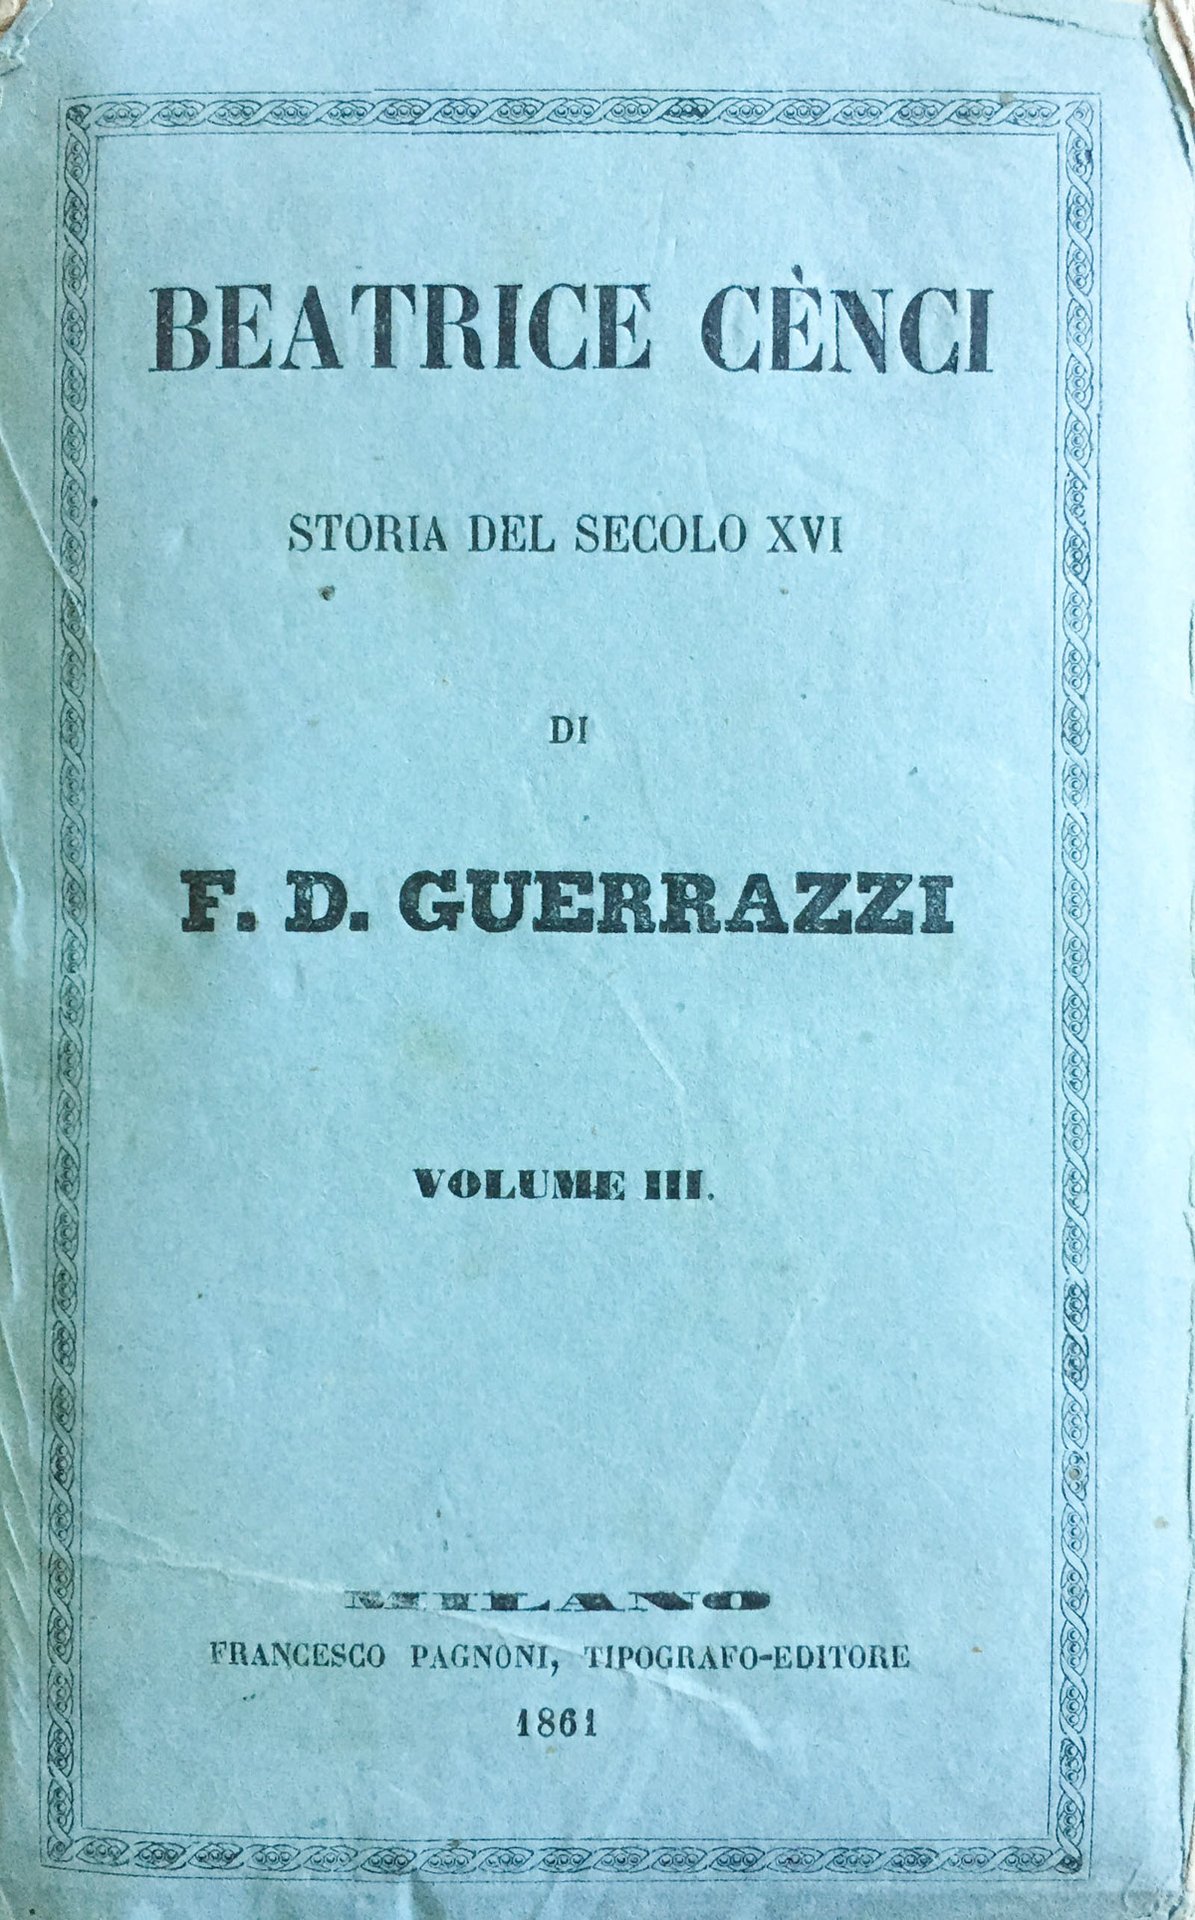 BEATRICE CÈNCI
STORIA DEL SECOLO XVI
DI
F. D. GUERRAZZI
VOLUME III.
MILANO
FRANCESCO PAGNONI, TIPOGRAFO-EDITORE
1861